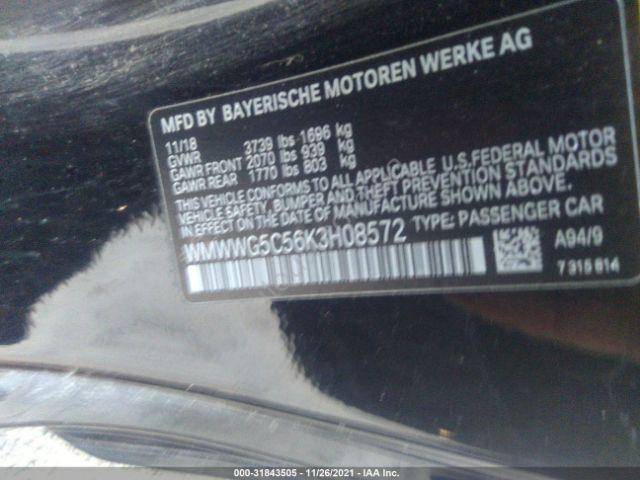 MFD BY BAYERISCHE MOTOREN WERKE AG
11/18
GVWR 3739 lbs 1696 kg
GAWR FRONT 2070 lbs 939 kg
GAWR REAR 1770 lbs 803 kg
THIS VEHICLE CONFORMS TO ALL APPLICABLE U.S.FEDERAL MOTOR
VEHICLE SAFETY, BUMPER AND THEFT PREVENTION STANDARDS
IN EFFECT ON THE DATE OF MANUFACTURE SHOWN ABOVE.
WMWWG5C56K3H08572 TYPE: PASSENGER CAR
A94/9
7 315 814
000-31843505 - 11/26/2021 - IAA Inc.